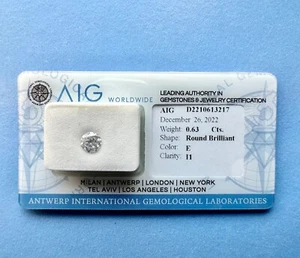 AIG
WORLDWIDE
LEADING AUTHORITY IN
GEMSTONES & JEWELRY CERTIFICATION
AIG D2210613217
December 26, 2022
Weight: 0.63 Cts.
Shape: Round Brilliant
Color: E
Clarity: I1
MILAN | ANTWERP | LONDON | NEW YORK
TEL AVIV | LOS ANGELES | HOUSTON
ANTWERP INTERNATIONAL GEMOLOGICAL LABORATORIES